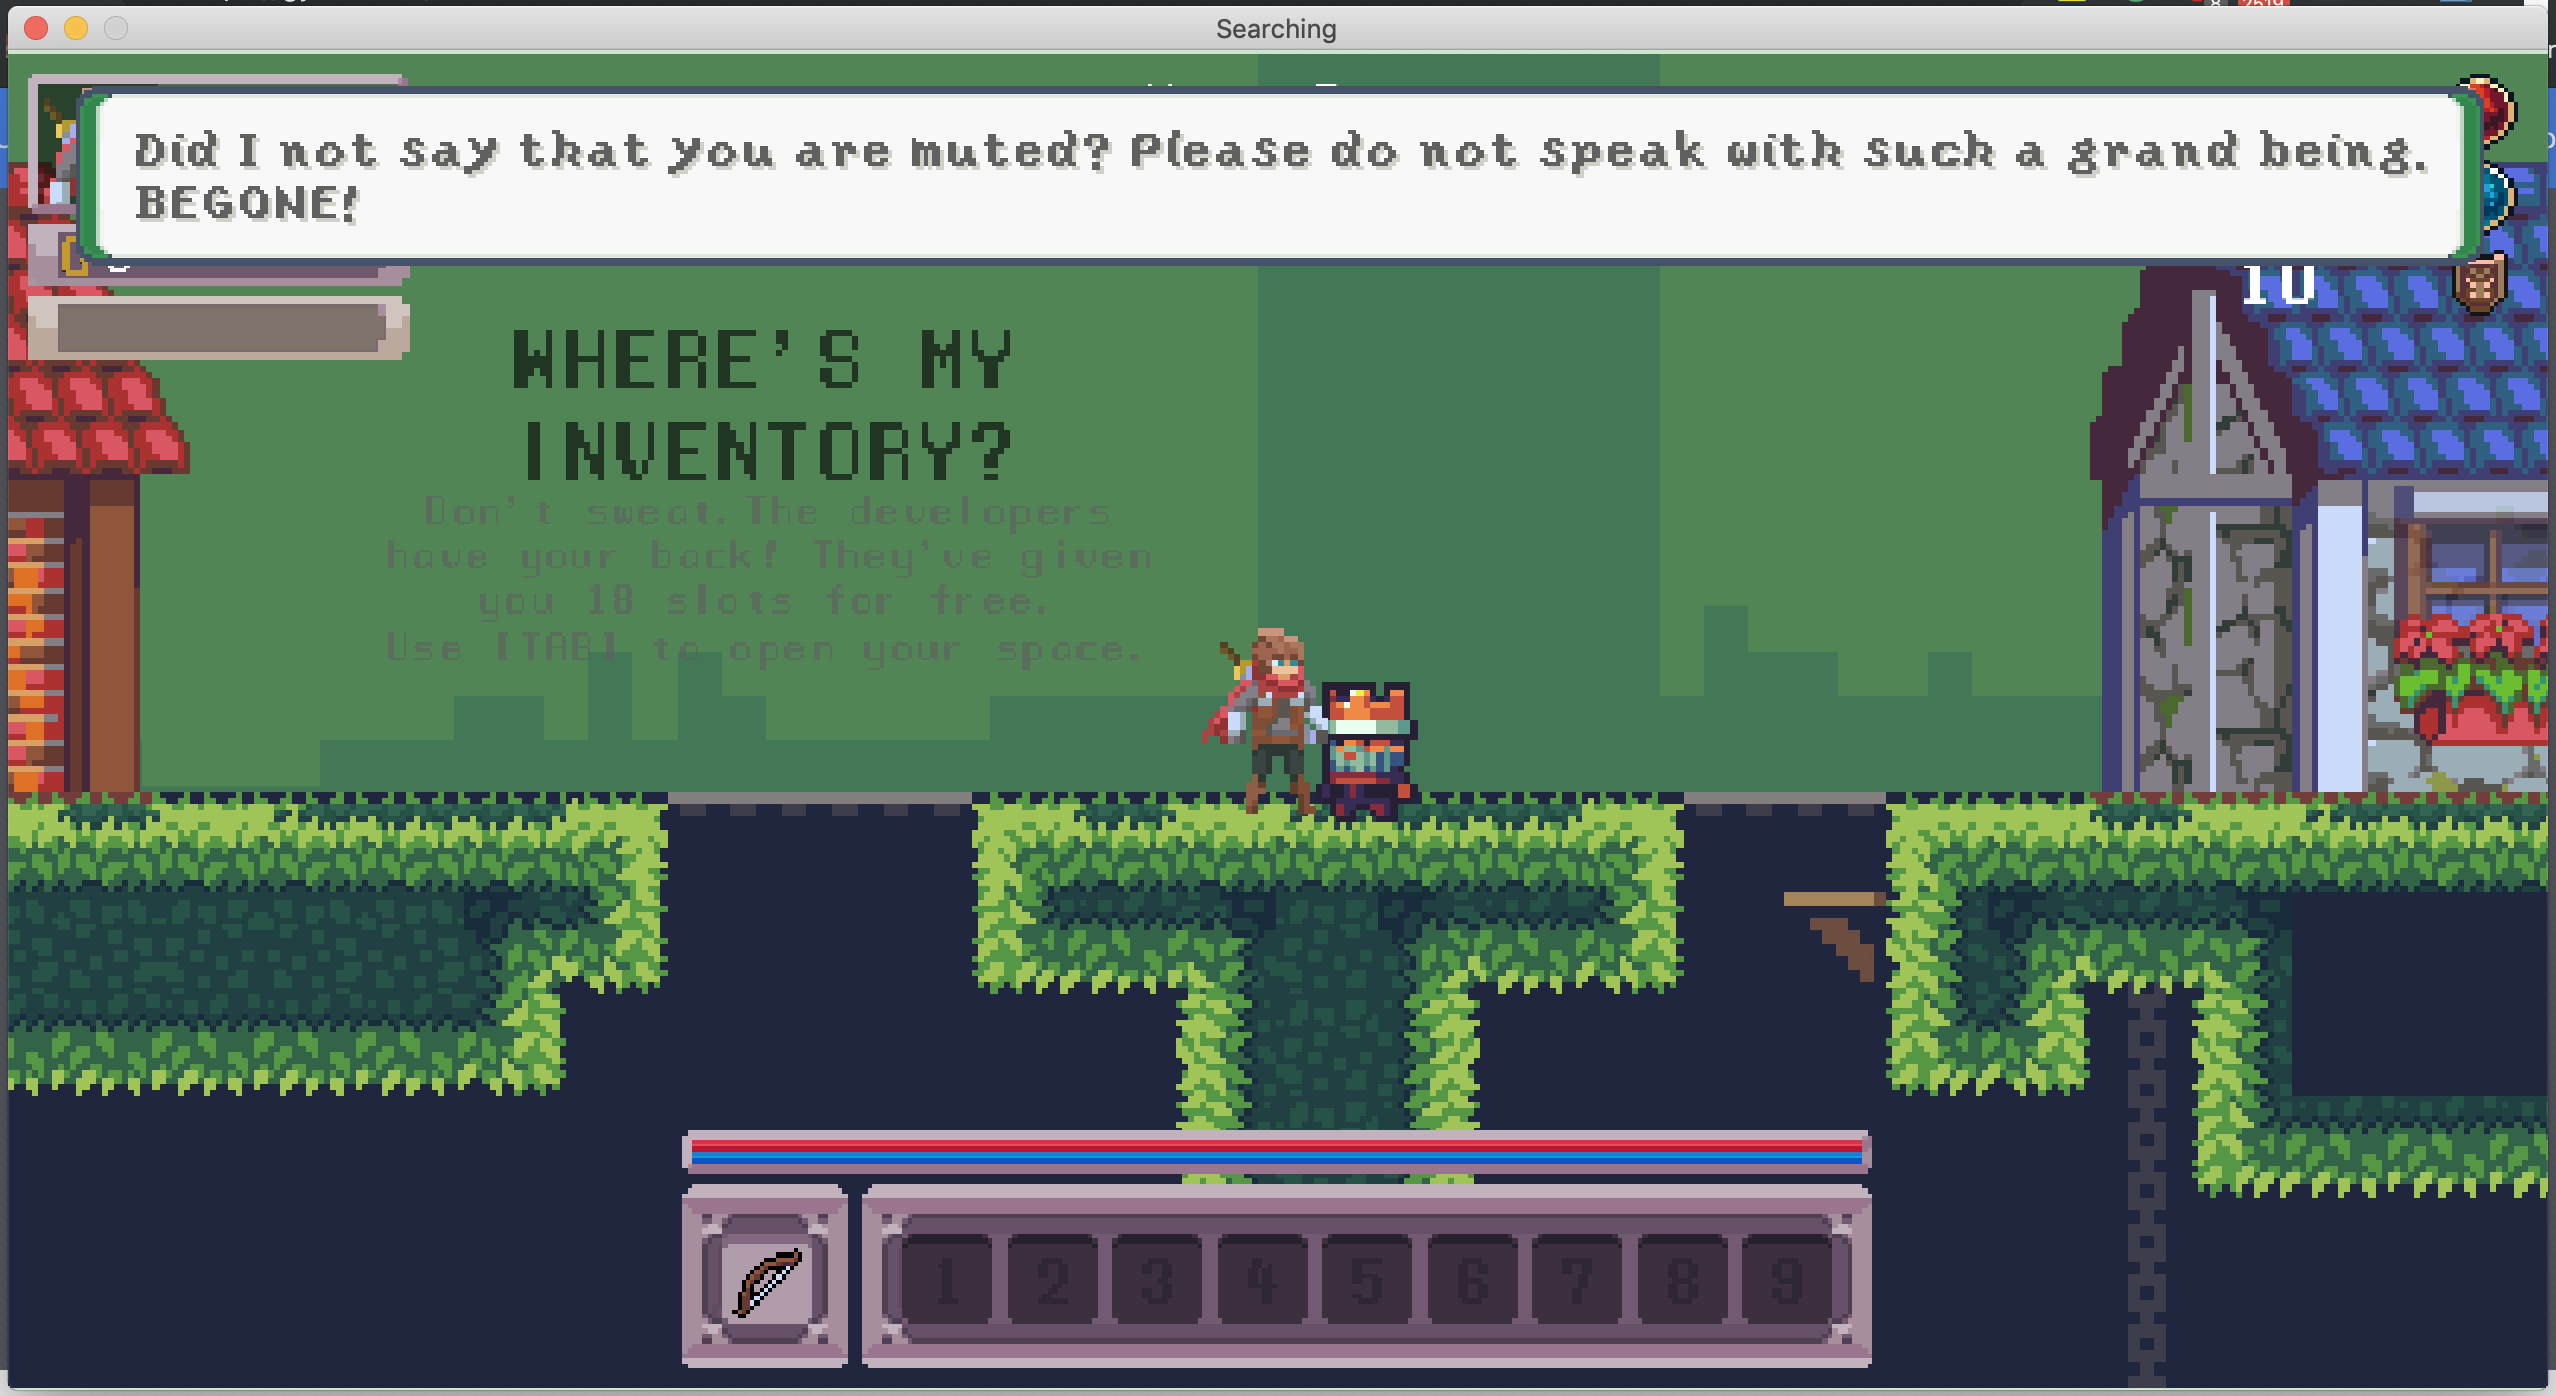 Searching
Did I not say that you are muted? Please do not speak with such a grand being.
BEGONE!
10
WHERE'S MY
INVENTORY?
Don't sweat. The developers
have your back! They've given
you 18 slots for free.
Use [TAB] to open your space.
1 2 3 4 5 6 7 8 9